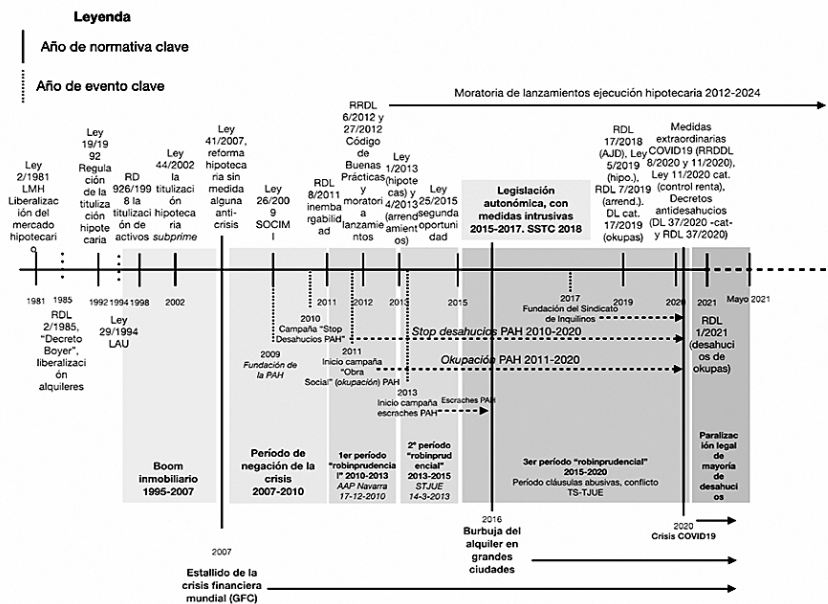 Leyenda
Año de normativa clave
Año de evento clave
Moratoria de lanzamientos ejecución hipotecaria 2012-2024
Ley
2/1981
LMH
Liberaliza
ción del
mercado
hipotecari
o
Ley
19/19
92
Regula
ción
de la
titulizac
ión
hipote
caria
RD
926/199
8 la
titulizació
n de
activos
Ley
44/2002 la
titulizació
n
hipotecari
a
subprime
Ley
41/2007,
reforma
hipoteca
ria sin
medida
alguna
anti-
crisis
Ley
26/200
9
SOCIM
I
RDL
8/2011
inemba
rgabilid
ad
RRDL
6/2012 y
27/2012
Código
de
Buenas
Práctica
s y
moratori
a
lanzamie
ntos
Ley
1/2013
(hipote
cas) y
4/2013
(arrend
amient
os)
Ley
25/2015
segunda
oportuni
dad
Legislación
autonómica, con
medidas intrusivas
2015-2017. SSTC 2018
RDL
17/2018
(AJD), Ley
5/2019
(hipo.),
RDL 7/2019
(arrend.).
DL cat.
17/2019
(okupas)
Medidas
extraordinarias
COVID19 (RRDDL
8/2020 y 11/2020),
Ley 11/2020 cat.
(control renta),
Decretos
antidesahucios
(DL 37/2020 -cat-
y RDL 37/2020)
1981
1985
1992
1994
1998
2002
2011
2012
2013
2015
2017
2019
2020
2021
Mayo 2021
RDL
2/1985,
"Decreto
Boyer",
liberalizaci
ón
alquileres
Ley
29/1994
LAU
2009
Fundación de
la PAH
2010
Campaña "Stop
Desahucios PAH"
2011
Inicio campaña
"Obra
Social" (okupación) PAH
2013
Inicio campaña
escraches PAH
Escraches PAH
Stop desahucios PAH 2010-2020
Okupación PAH 2011-2020
Fundación del Sindicato
de Inquilinos
RDL
1/2021
(desahuci
os de
okupas)
Boom
inmobiliario
1995-2007
Período de
negación de la
crisis
2007-2010
1er período
"robinprudencia
l" 2010-2013
AAP Navarra
17-12-2010
2º período
"robinprud
encial"
2013-2015
STJUE
14-3-2013
3er período "robinprudencial"
2015-2020
Período cláusulas abusivas, conflicto
TS-TJUE
Paralizac
ión legal
de
mayoría
de
desahuci
os
2007
Estallido de la
crisis financiera
mundial (GFC)
2016
Burbuja del
alquiler en
grandes
ciudades
2020
Crisis COVID19